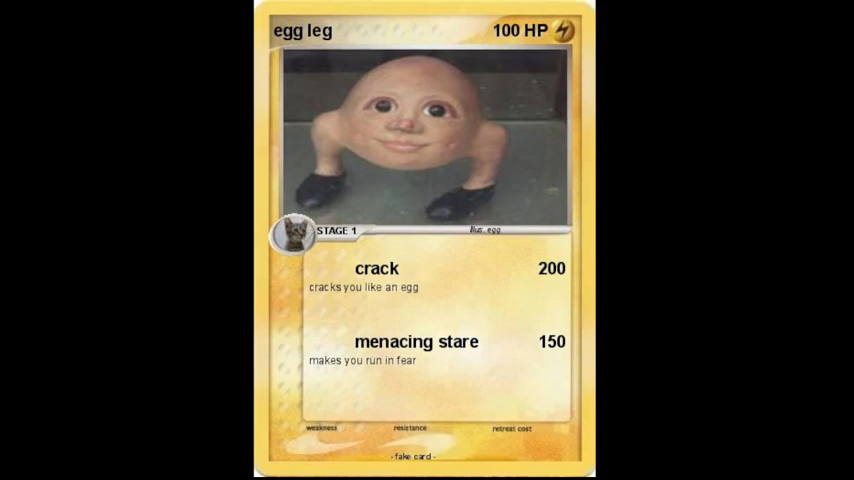 egg leg 100 HP
STAGE 1 Illus. egg
crack 200
cracks you like an egg
menacing stare 150
makes you run in fear
weakness resistance retreat cost
- fake card -